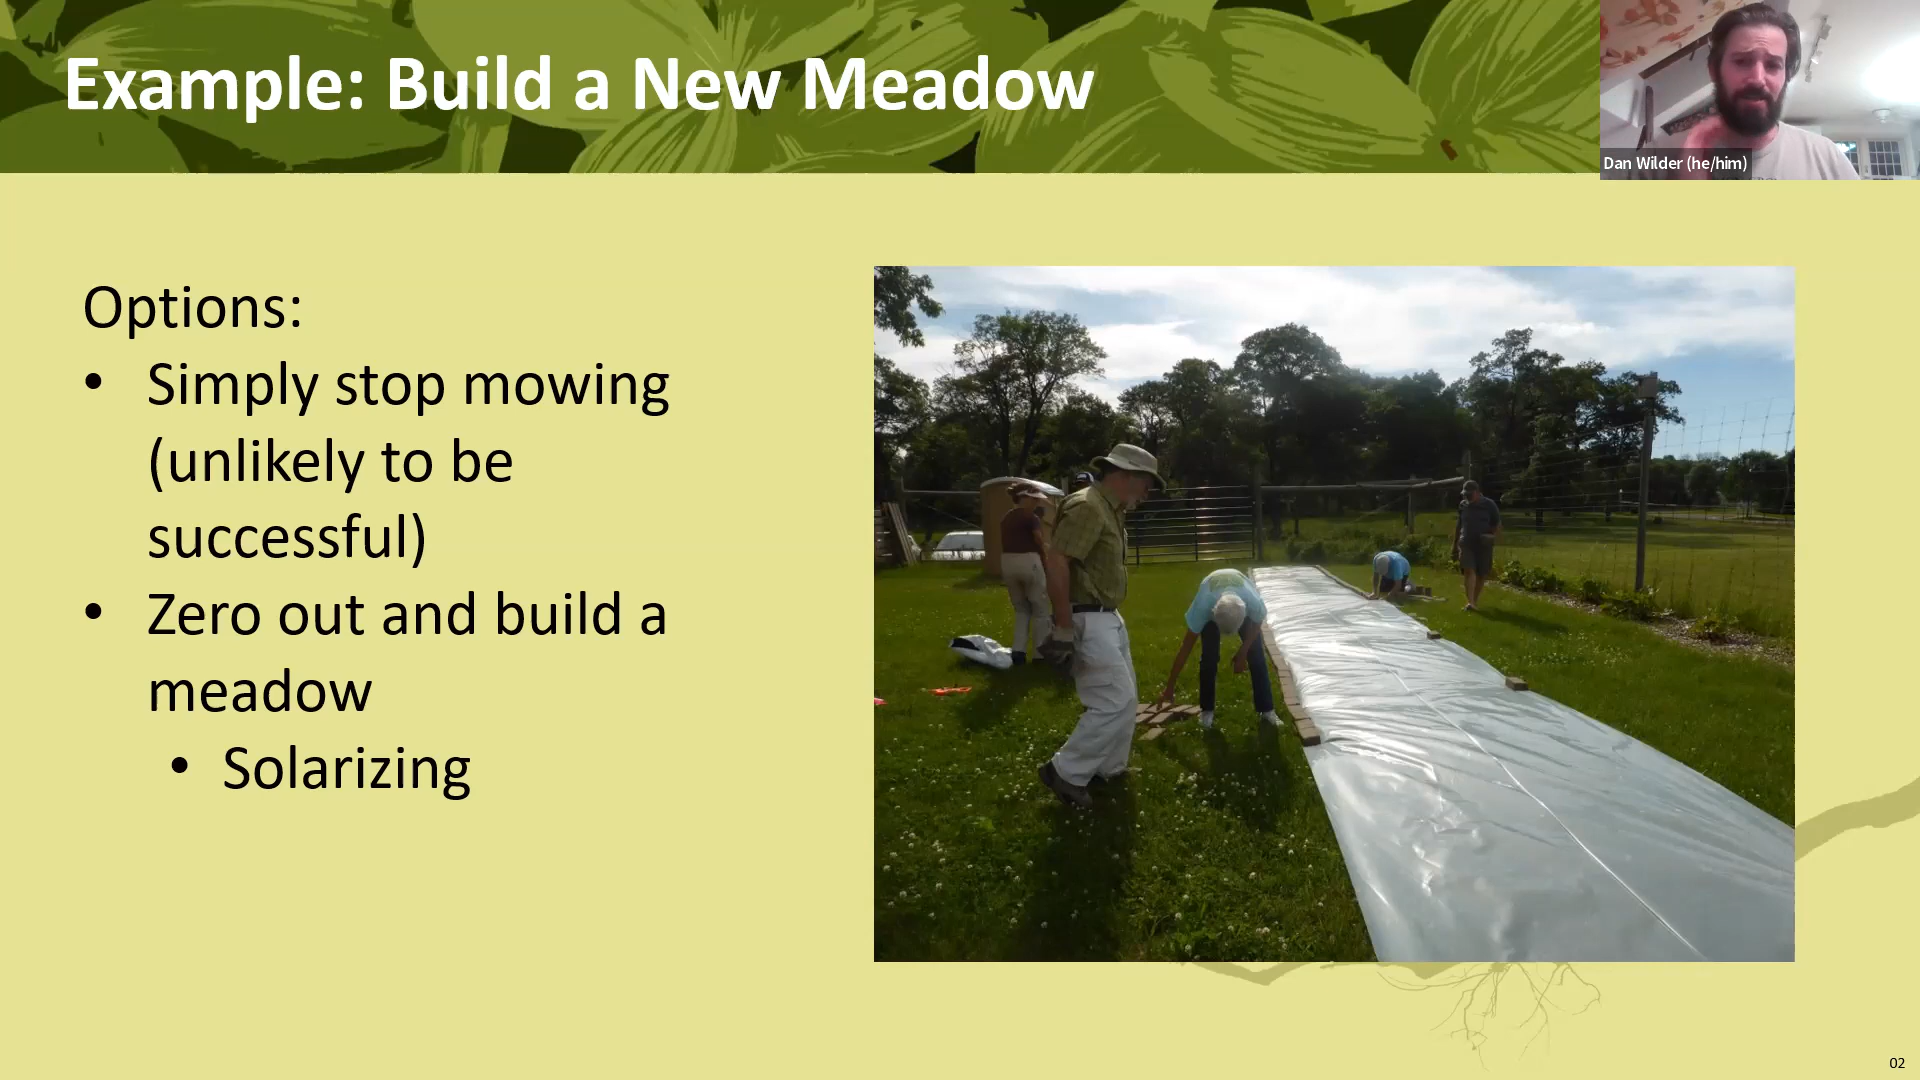 Example: Build a New Meadow
Dan Wilder (he/him)
Options:
• Simply stop mowing
(unlikely to be
successful)
• Zero out and build a
meadow
• Solarizing
02